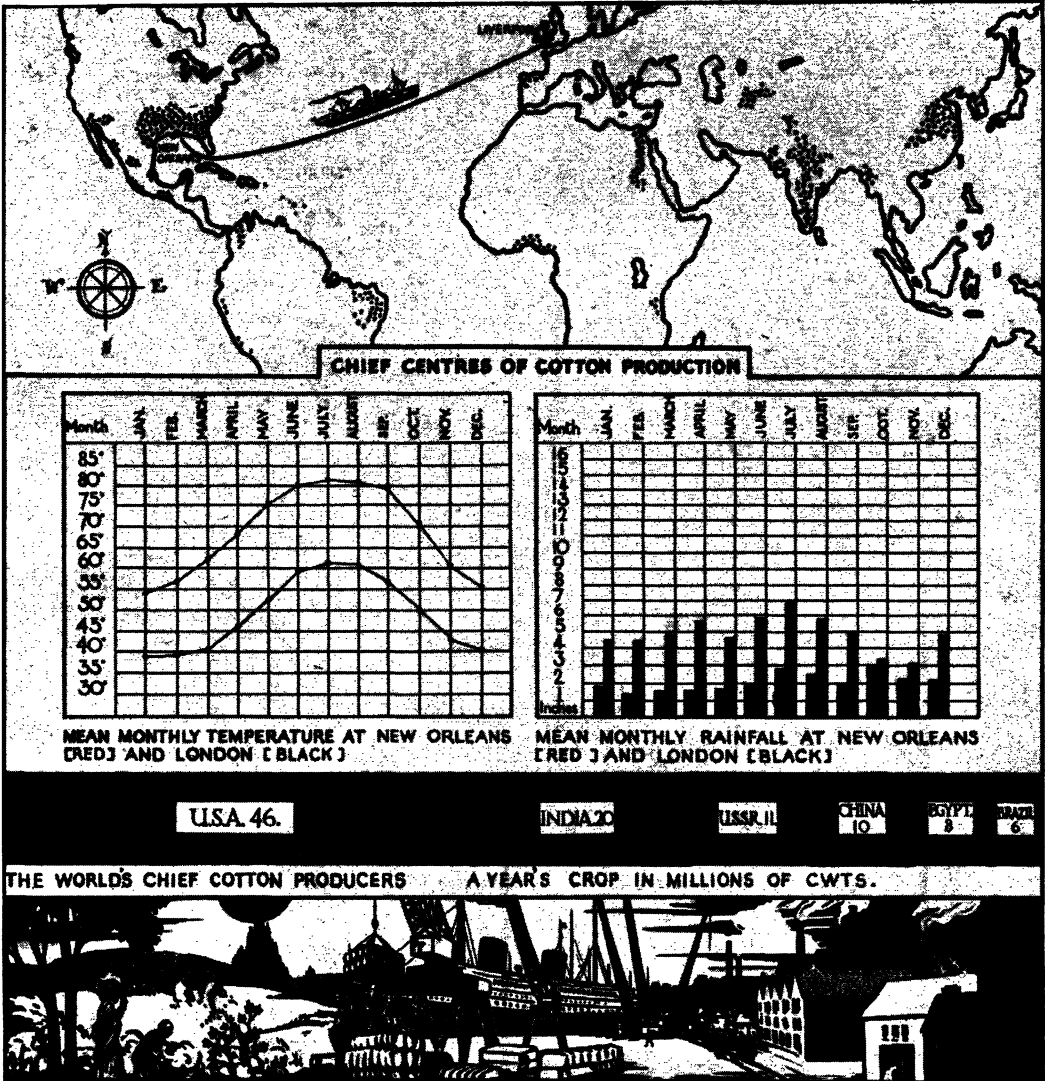 LIVERPOOL
NEW
ORLEANS
N
W
E
S
CHIEF CENTRES OF COTTON PRODUCTION
Month JAN. FEB. MARCH APRIL MAY JUNE JULY. AUGUST SEP. OCT. NOV. DEC.
85°
80°
75°
70°
65°
60°
55°
50°
45°
40°
35°
30°
MEAN MONTHLY TEMPERATURE AT NEW ORLEANS
[RED] AND LONDON [BLACK]
Month JAN. FEB. MARCH APRIL MAY JUNE JULY AUGUST SEP. OCT. NOV. DEC.
16
15
14
13
12
11
10
9
8
7
6
5
4
3
2
1
Inches
MEAN MONTHLY RAINFALL AT NEW ORLEANS
[RED] AND LONDON [BLACK]
U.S.A. 46.
INDIA 20
U.S.S.R. 11.
CHINA
10
EGYPT.
8
BRAZIL
6.
THE WORLD'S CHIEF COTTON PRODUCERS A YEAR'S CROP IN MILLIONS OF CWTS.